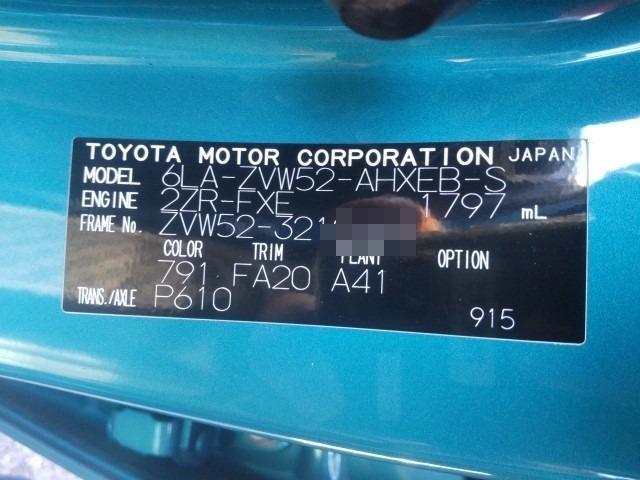 TOYOTA MOTOR CORPORATION JAPAN
MODEL 6LA-ZVW52-AHXEB-S
ENGINE 2ZR-FXE 1797 mL
FRAME No. ZVW52-321
COLOR TRIM PLANT OPTION
791 FA20 A41
TRANS./AXLE P610
915